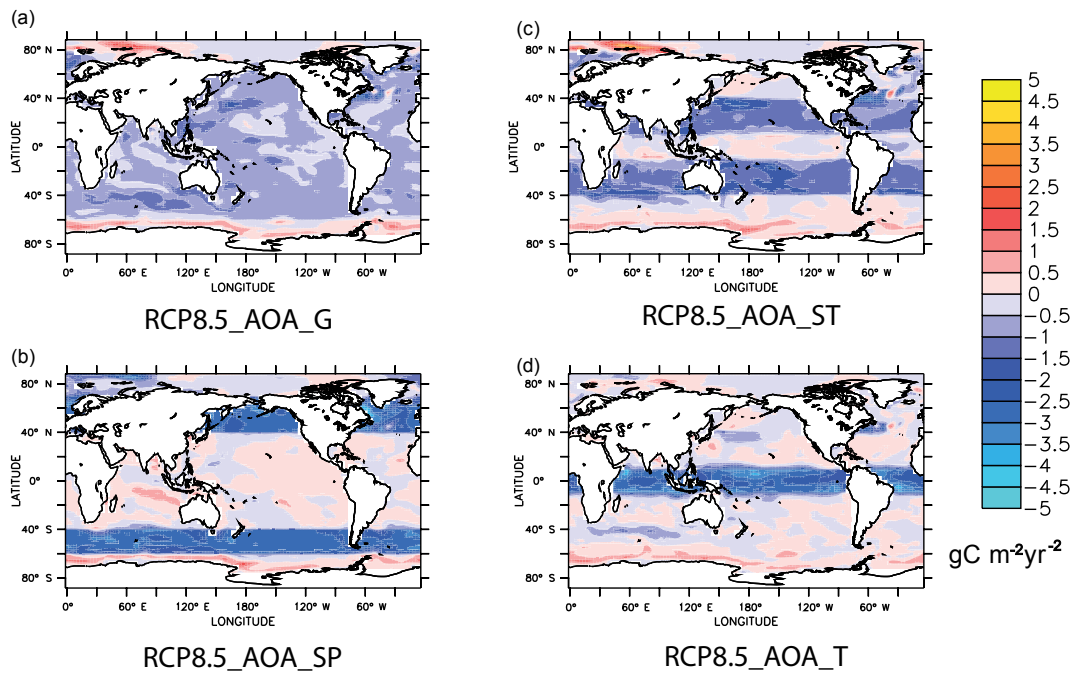 (a)
80° N
40° N
0°
40° S
80° S
LATITUDE
0° 60° E 120° E 180° 120° W 60° W
LONGITUDE
RCP8.5_AOA_G
(c)
80° N
40° N
0°
40° S
80° S
LATITUDE
0° 60° E 120° E 180° 120° W 60° W
LONGITUDE
RCP8.5_AOA_ST
(b)
80° N
40° N
0°
40° S
80° S
LATITUDE
0° 60° E 120° E 180° 120° W 60° W
LONGITUDE
RCP8.5_AOA_SP
(d)
80° N
40° N
0°
40° S
80° S
LATITUDE
0° 60° E 120° E 180° 120° W 60° W
LONGITUDE
RCP8.5_AOA_T
5
4.5
4
3.5
3
2.5
2
1.5
1
0.5
0
−0.5
−1
−1.5
−2
−2.5
−3
−3.5
−4
−4.5
−5
gC m⁻²yr⁻²